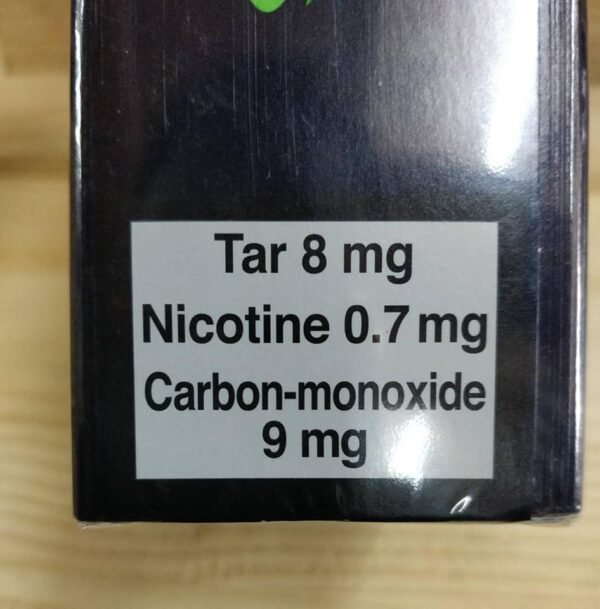 Tar 8 mg
Nicotine 0.7 mg
Carbon-monoxide
9 mg